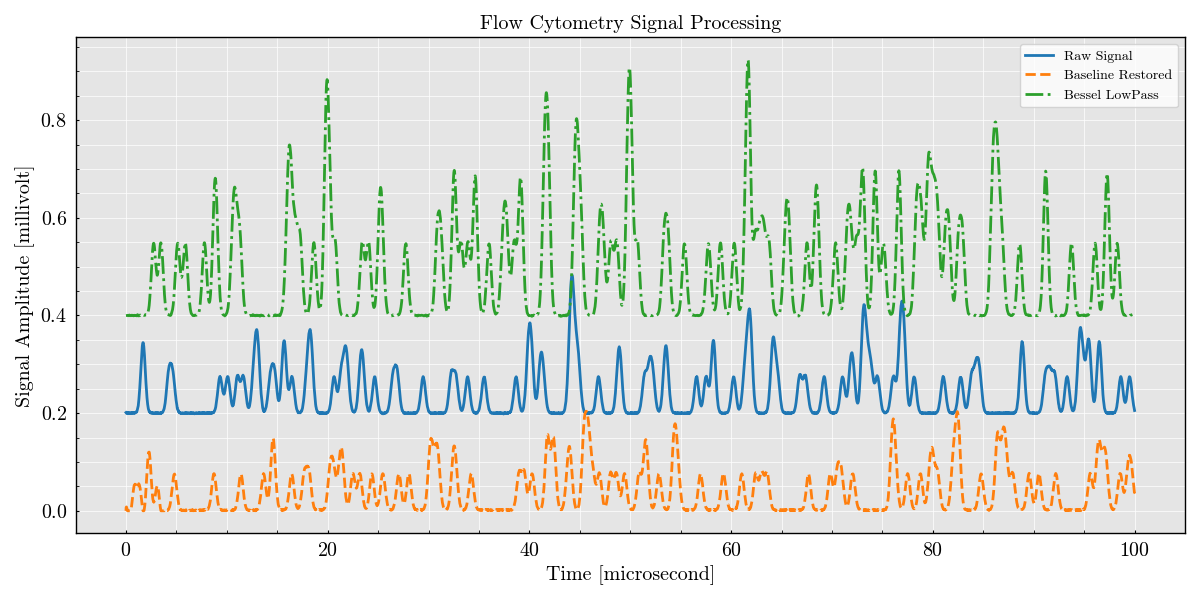 Flow Cytometry Signal Processing
Raw Signal
Baseline Restored
Bessel LowPass
Signal Amplitude [millivolt]
0.8
0.6
0.4
0.2
0.0
0 20 40 60 80 100
Time [microsecond]